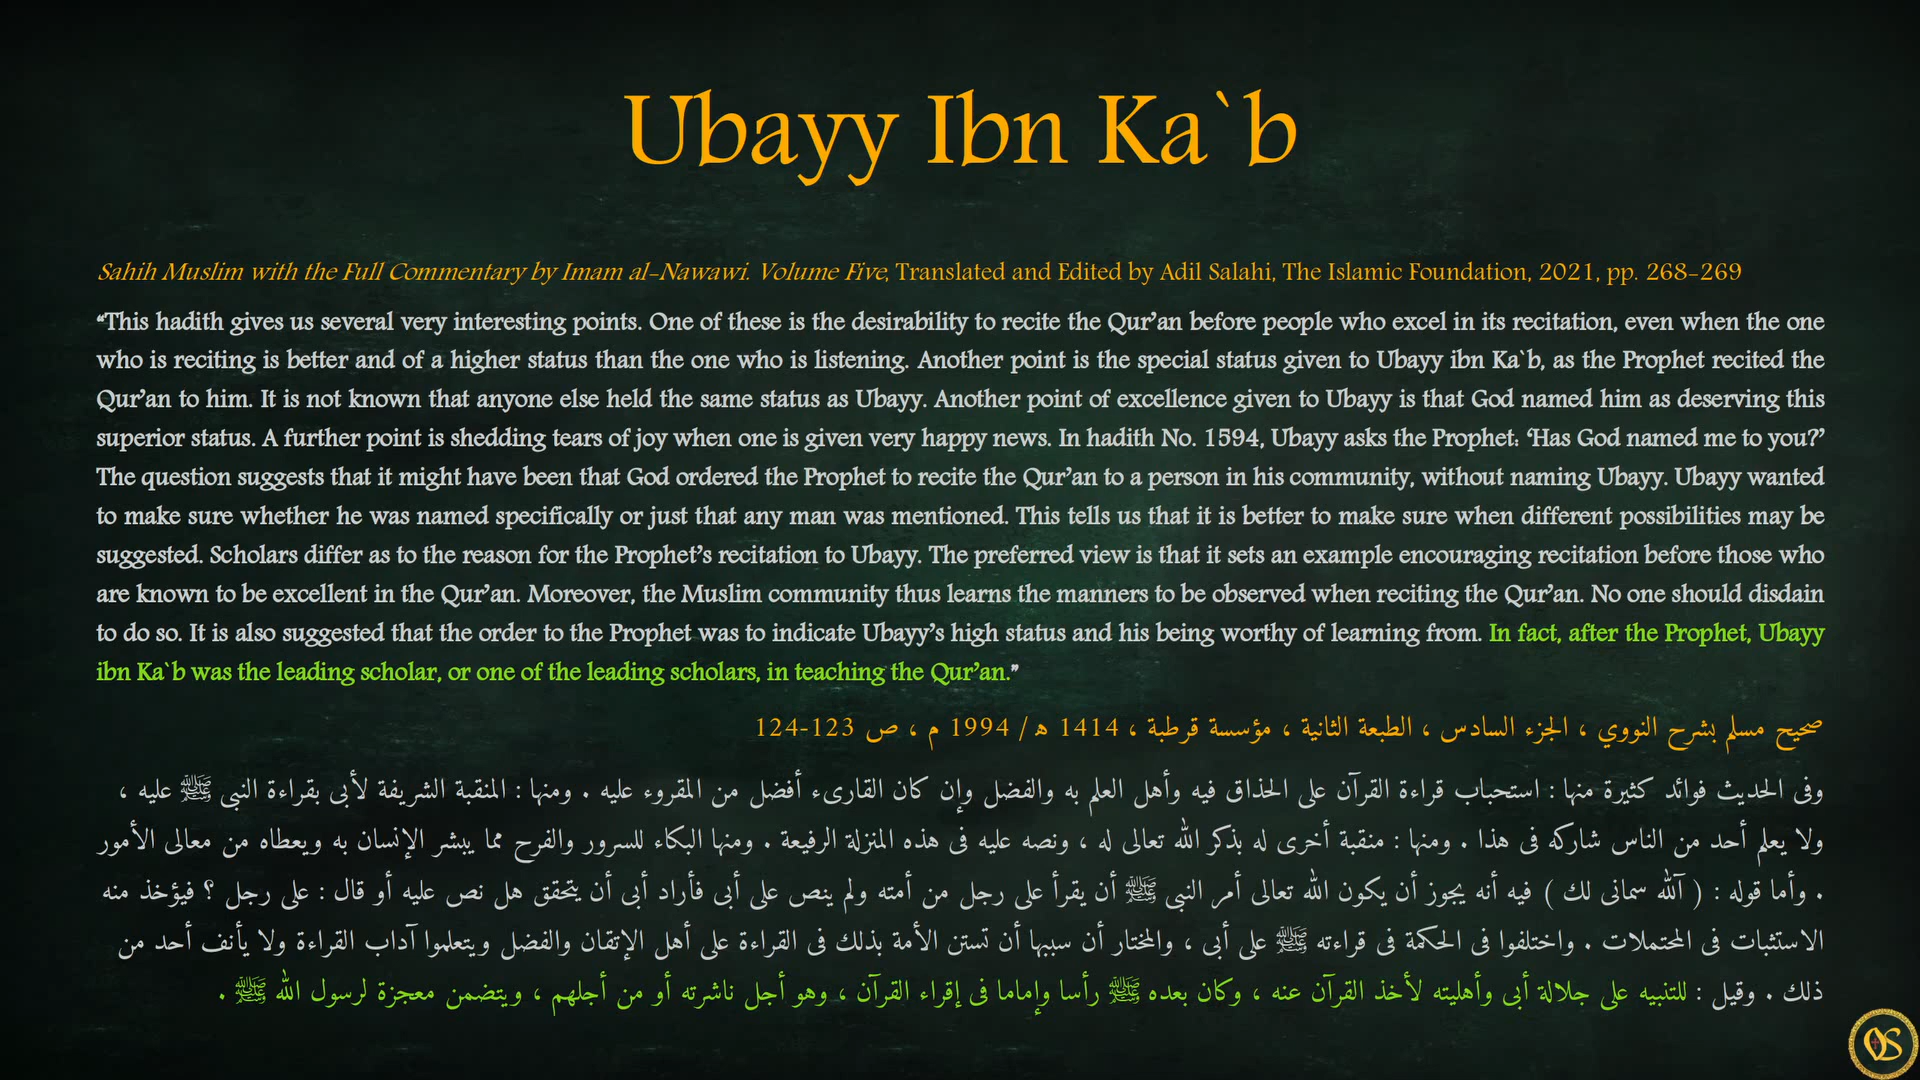 Ubayy Ibn Ka`b
Sahih Muslim with the Full Commentary by Imam al-Nawawi. Volume Five, Translated and Edited by Adil Salahi, The Islamic Foundation, 2021, pp. 268-269
“This hadith gives us several very interesting points. One of these is the desirability to recite the Qur’an before people who excel in its recitation, even when the one
who is reciting is better and of a higher status than the one who is listening. Another point is the special status given to Ubayy ibn Ka`b, as the Prophet recited the
Qur’an to him. It is not known that anyone else held the same status as Ubayy. Another point of excellence given to Ubayy is that God named him as deserving this
superior status. A further point is shedding tears of joy when one is given very happy news. In hadith No. 1594, Ubayy asks the Prophet: ‘Has God named me to you?’
The question suggests that it might have been that God ordered the Prophet to recite the Qur’an to a person in his community, without naming Ubayy. Ubayy wanted
to make sure whether he was named specifically or just that any man was mentioned. This tells us that it is better to make sure when different possibilities may be
suggested. Scholars differ as to the reason for the Prophet’s recitation to Ubayy. The preferred view is that it sets an example encouraging recitation before those who
are known to be excellent in the Qur’an. Moreover, the Muslim community thus learns the manners to be observed when reciting the Qur’an. No one should disdain
to do so. It is also suggested that the order to the Prophet was to indicate Ubayy’s high status and his being worthy of learning from. In fact, after the Prophet, Ubayy
ibn Ka`b was the leading scholar, or one of the leading scholars, in teaching the Qur’an.”
صحيح مسلم بشرح النووي ، الجزء السادس ، الطبعة الثانية ، مؤسسة قرطبة ، 1414 ه/ 1994 م ، ص 123-124
وفى الحديث فوائد كثيرة منها : استحباب قراءة القرآن على الحذاق فيه وأهل العلم به والفضل وإن كان القارىء أفضل من المقروء عليه . ومنها : المنقبة الشريفة لأبى بقراءة النبى ﷺ عليه ،
ولا يعلم أحد من الناس شاركه فى هذا . ومنها : منقبة أخرى له بذكر الله تعالى له ، ونصه عليه فى هذه المنزلة الرفيعة . ومنها البكاء للسرور والفرح مما يبشر الإنسان به ويعطاه من معالى الأمور
. وأما قوله : ( آلله سمانى لك ) فيه أنه يجوز أن يكون الله تعالى أمر النبى ﷺ أن يقرأ على رجل من أمته ولم ينص على أبى فأراد أبى أن يتحقق هل نص عليه أو قال : على رجل ؟ فيؤخذ منه
الاستثبات فى المحتملات . واختلفوا فى الحكمة فى قراءته ﷺ على أبى ، والمختار أن سببها أن تستن الأمة بذلك فى القراءة على أهل الإتقان والفضل ويتعلموا آداب القراءة ولا يأنف أحد من
ذلك . وقيل : للتنبيه على جلالة أبى وأهليته لأخذ القرآن عنه ، وكان بعده ﷺ رأسا وإماما فى إقراء القرآن ، وهو أجل ناشرته أو من أجلهم ، ويتضمن معجزة لرسول الله ﷺ .